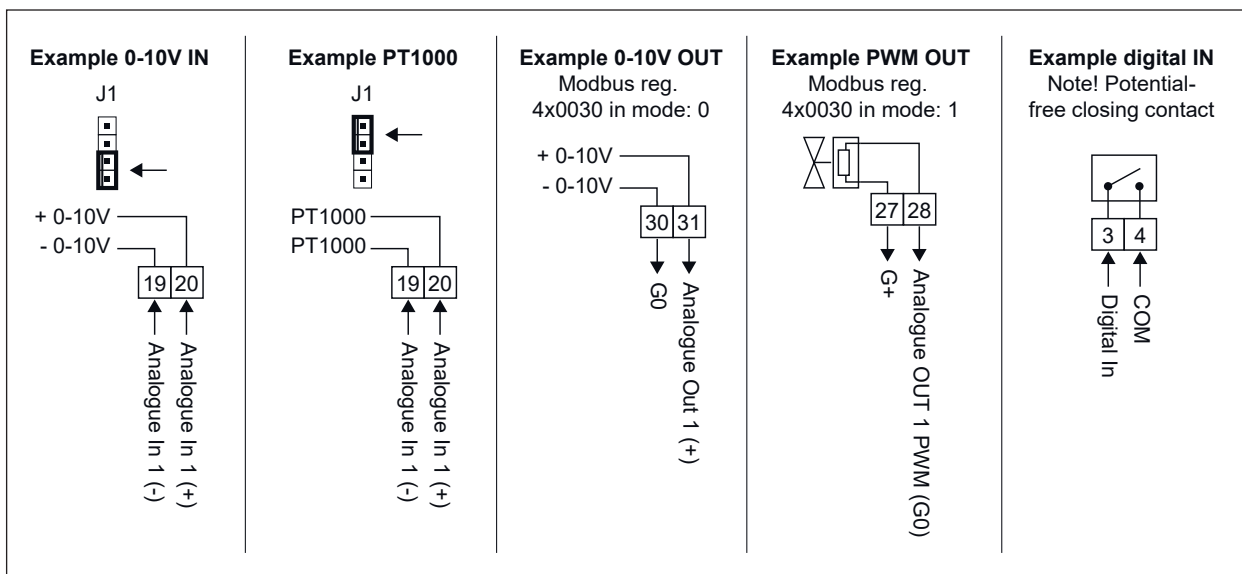 Example 0-10V IN
J1
+ 0-10V
- 0-10V
19 20
Analogue In 1 (-)
Analogue In 1 (+)
Example PT1000
J1
PT1000
PT1000
19 20
Analogue In 1 (-)
Analogue In 1 (+)
Example 0-10V OUT
Modbus reg.
4x0030 in mode: 0
+ 0-10V
- 0-10V
30 31
G0
Analogue Out 1 (+)
Example PWM OUT
Modbus reg.
4x0030 in mode: 1
27 28
G+
Analogue OUT 1 PWM (G0)
Example digital IN
Note! Potential-
free closing contact
3 4
Digital In
COM